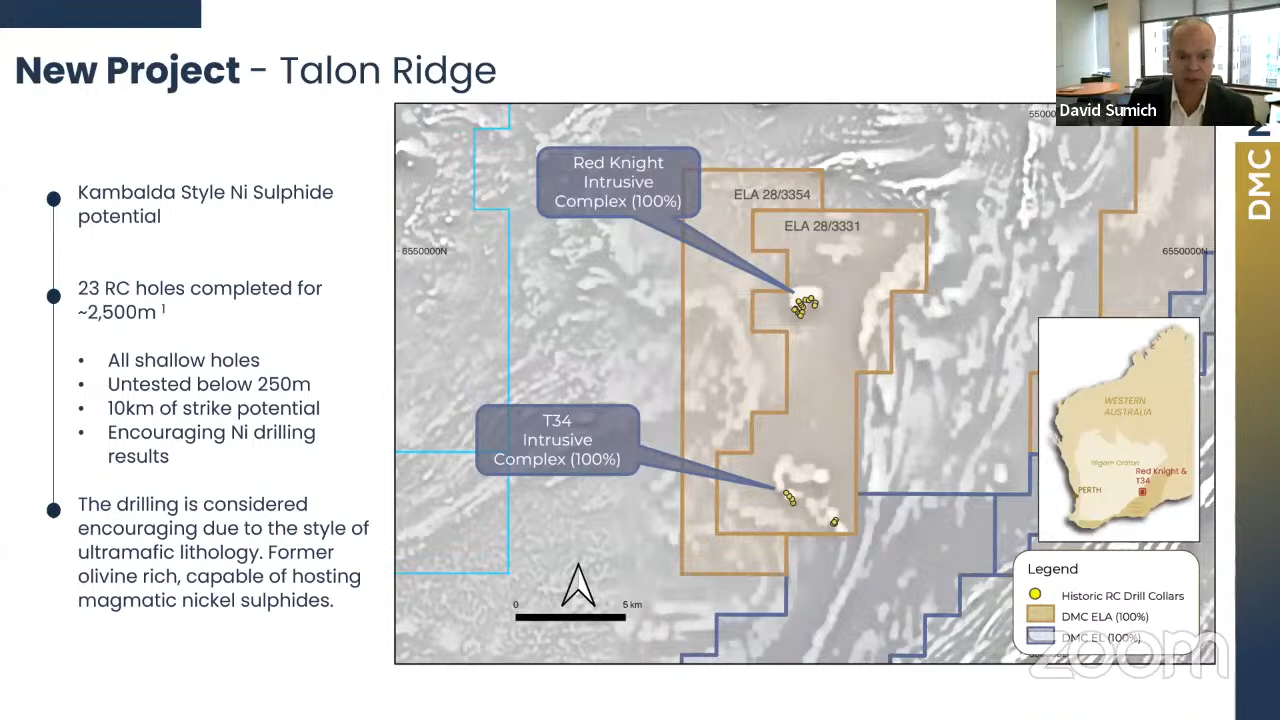 New Project - Talon Ridge
David Sumich
DMC N
Kambalda Style Ni Sulphide
potential
23 RC holes completed for
~2,500m 1
• All shallow holes
• Untested below 250m
• 10km of strike potential
• Encouraging Ni drilling
results
The drilling is considered
encouraging due to the style of
ultramafic lithology. Former
olivine rich, capable of hosting
magmatic nickel sulphides.
5500
Red Knight
Intrusive
Complex (100%)
ELA 28/3354
ELA 28/3331
6550000N
6550000N
T34
Intrusive
Complex (100%)
0
5 km
WESTERN
AUSTRALIA
Yilgarn Craton
Red Knight &
T34
PERTH
Legend
Historic RC Drill Collars
DMC ELA (100%)
DMC EL (100%)
zoom